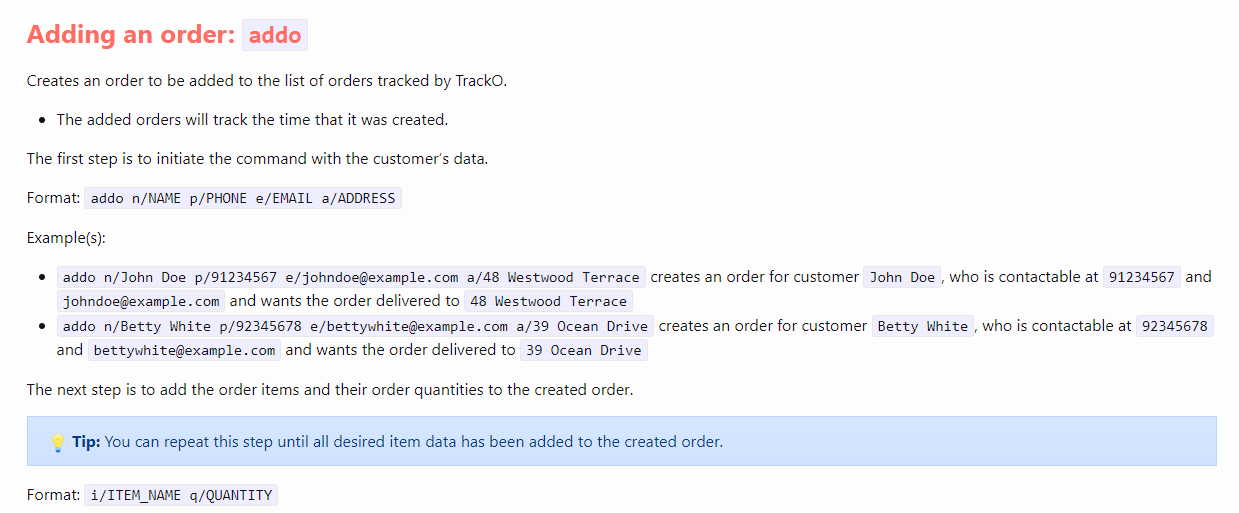 Adding an order: addo
Creates an order to be added to the list of orders tracked by TrackO.
• The added orders will track the time that it was created.
The first step is to initiate the command with the customer's data.
Format: addo n/NAME p/PHONE e/EMAIL a/ADDRESS
Example(s):
• addo n/John Doe p/91234567 e/johndoe@example.com a/48 Westwood Terrace creates an order for customer John Doe, who is contactable at 91234567 and
johndoe@example.com and wants the order delivered to 48 Westwood Terrace
• addo n/Betty White p/92345678 e/bettywhite@example.com a/39 Ocean Drive creates an order for customer Betty White, who is contactable at 92345678
and bettywhite@example.com and wants the order delivered to 39 Ocean Drive
The next step is to add the order items and their order quantities to the created order.
💡 Tip: You can repeat this step until all desired item data has been added to the created order.
Format: i/ITEM_NAME q/QUANTITY